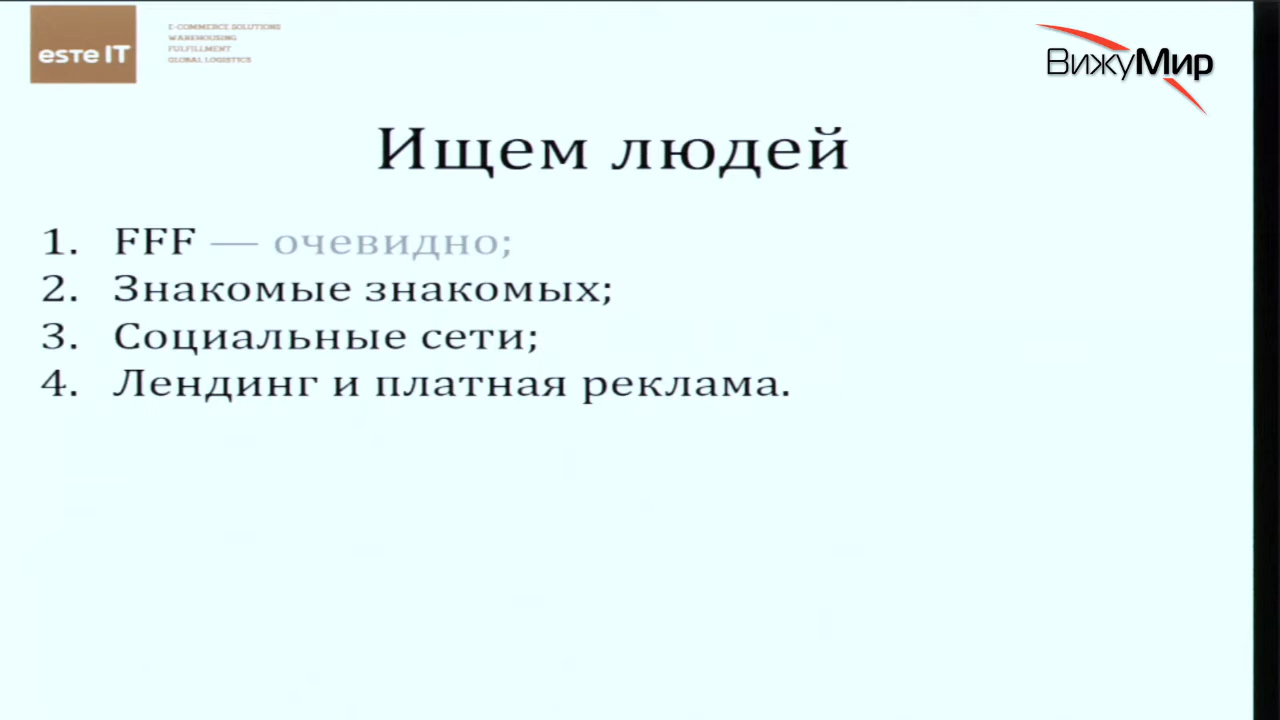 este IT
E-COMMERCE SOLUTIONS
WAREHOUSING
FULFILLMENT
GLOBAL LOGISTICS
ВижуМир
Ищем людей
1. FFF — очевидно;
2. Знакомые знакомых;
3. Социальные сети;
4. Лендинг и платная реклама.